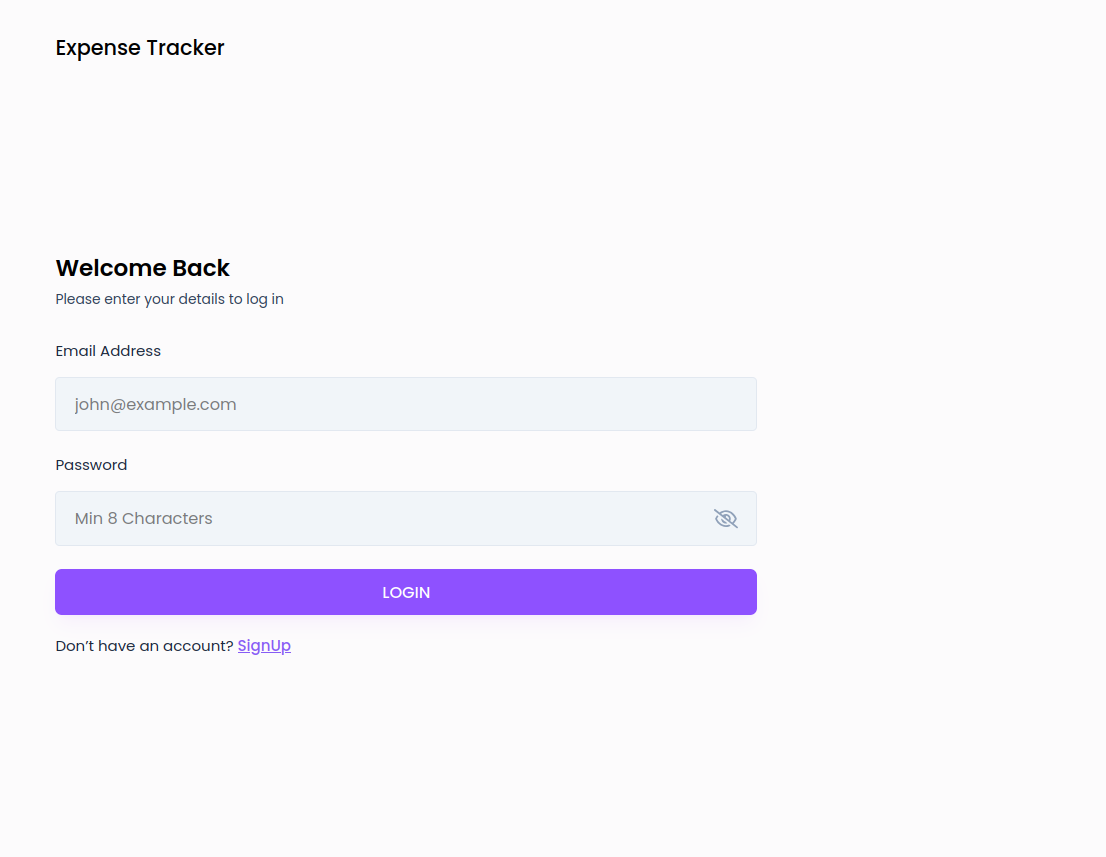 Expense Tracker
Welcome Back
Please enter your details to log in
Email Address
john@example.com
Password
Min 8 Characters
LOGIN
Don’t have an account? SignUp